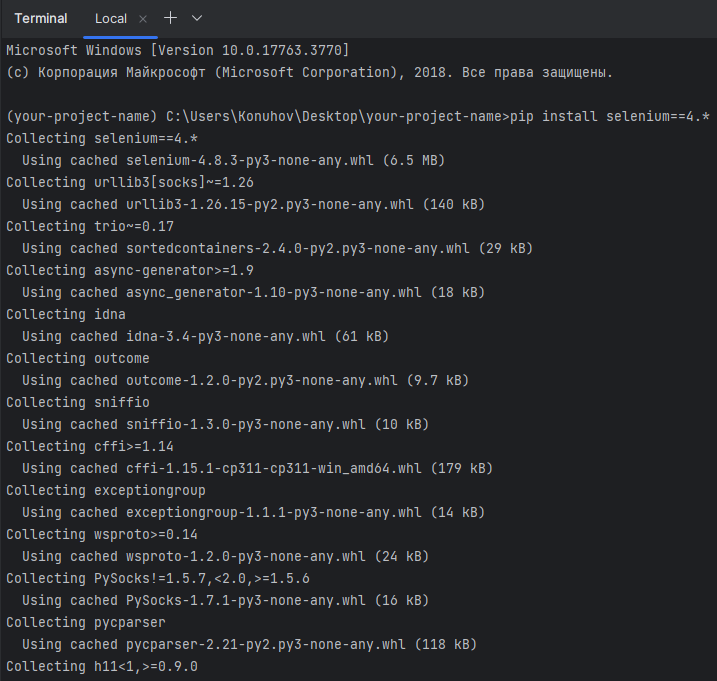 Terminal Local × + ⌄
Microsoft Windows [Version 10.0.17763.3770]
(c) Корпорация Майкрософт (Microsoft Corporation), 2018. Все права защищены.
(your-project-name) C:\Users\Konuhov\Desktop\your-project-name>pip install selenium==4.*
Collecting selenium==4.*
Using cached selenium-4.8.3-py3-none-any.whl (6.5 MB)
Collecting urllib3[socks]~=1.26
Using cached urllib3-1.26.15-py2.py3-none-any.whl (140 kB)
Collecting trio~=0.17
Using cached sortedcontainers-2.4.0-py2.py3-none-any.whl (29 kB)
Collecting async-generator>=1.9
Using cached async_generator-1.10-py3-none-any.whl (18 kB)
Collecting idna
Using cached idna-3.4-py3-none-any.whl (61 kB)
Collecting outcome
Using cached outcome-1.2.0-py2.py3-none-any.whl (9.7 kB)
Collecting sniffio
Using cached sniffio-1.3.0-py3-none-any.whl (10 kB)
Collecting cffi>=1.14
Using cached cffi-1.15.1-cp311-cp311-win_amd64.whl (179 kB)
Collecting exceptiongroup
Using cached exceptiongroup-1.1.1-py3-none-any.whl (14 kB)
Collecting wsproto>=0.14
Using cached wsproto-1.2.0-py3-none-any.whl (24 kB)
Collecting PySocks!=1.5.7,<2.0,>=1.5.6
Using cached PySocks-1.7.1-py3-none-any.whl (16 kB)
Collecting pycparser
Using cached pycparser-2.21-py2.py3-none-any.whl (118 kB)
Collecting h11<1,>=0.9.0